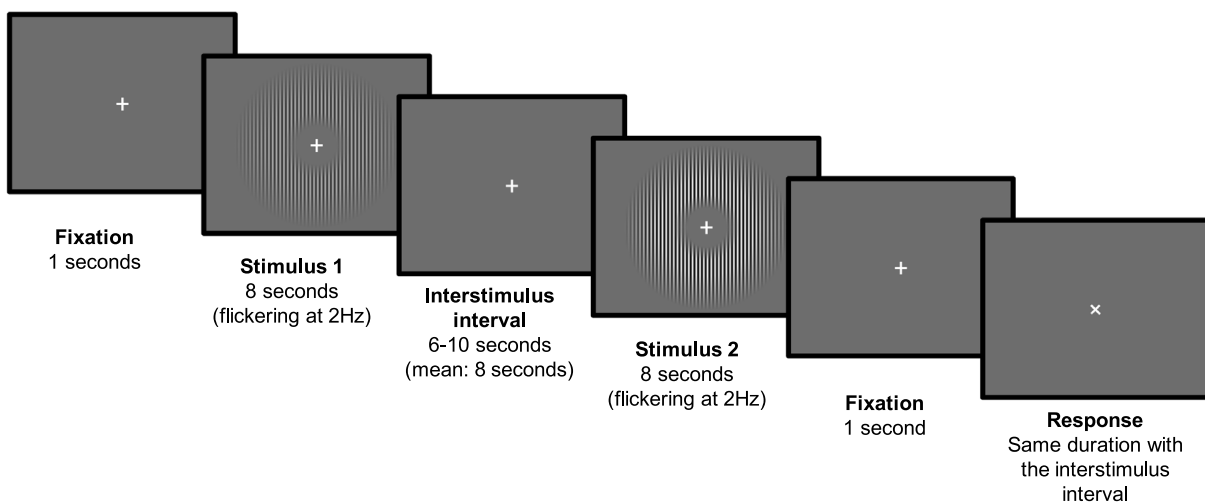 Fixation
1 seconds
Stimulus 1
8 seconds
(flickering at 2Hz)
Interstimulus
interval
6-10 seconds
(mean: 8 seconds)
Stimulus 2
8 seconds
(flickering at 2Hz)
Fixation
1 second
Response
Same duration with
the interstimulus
interval